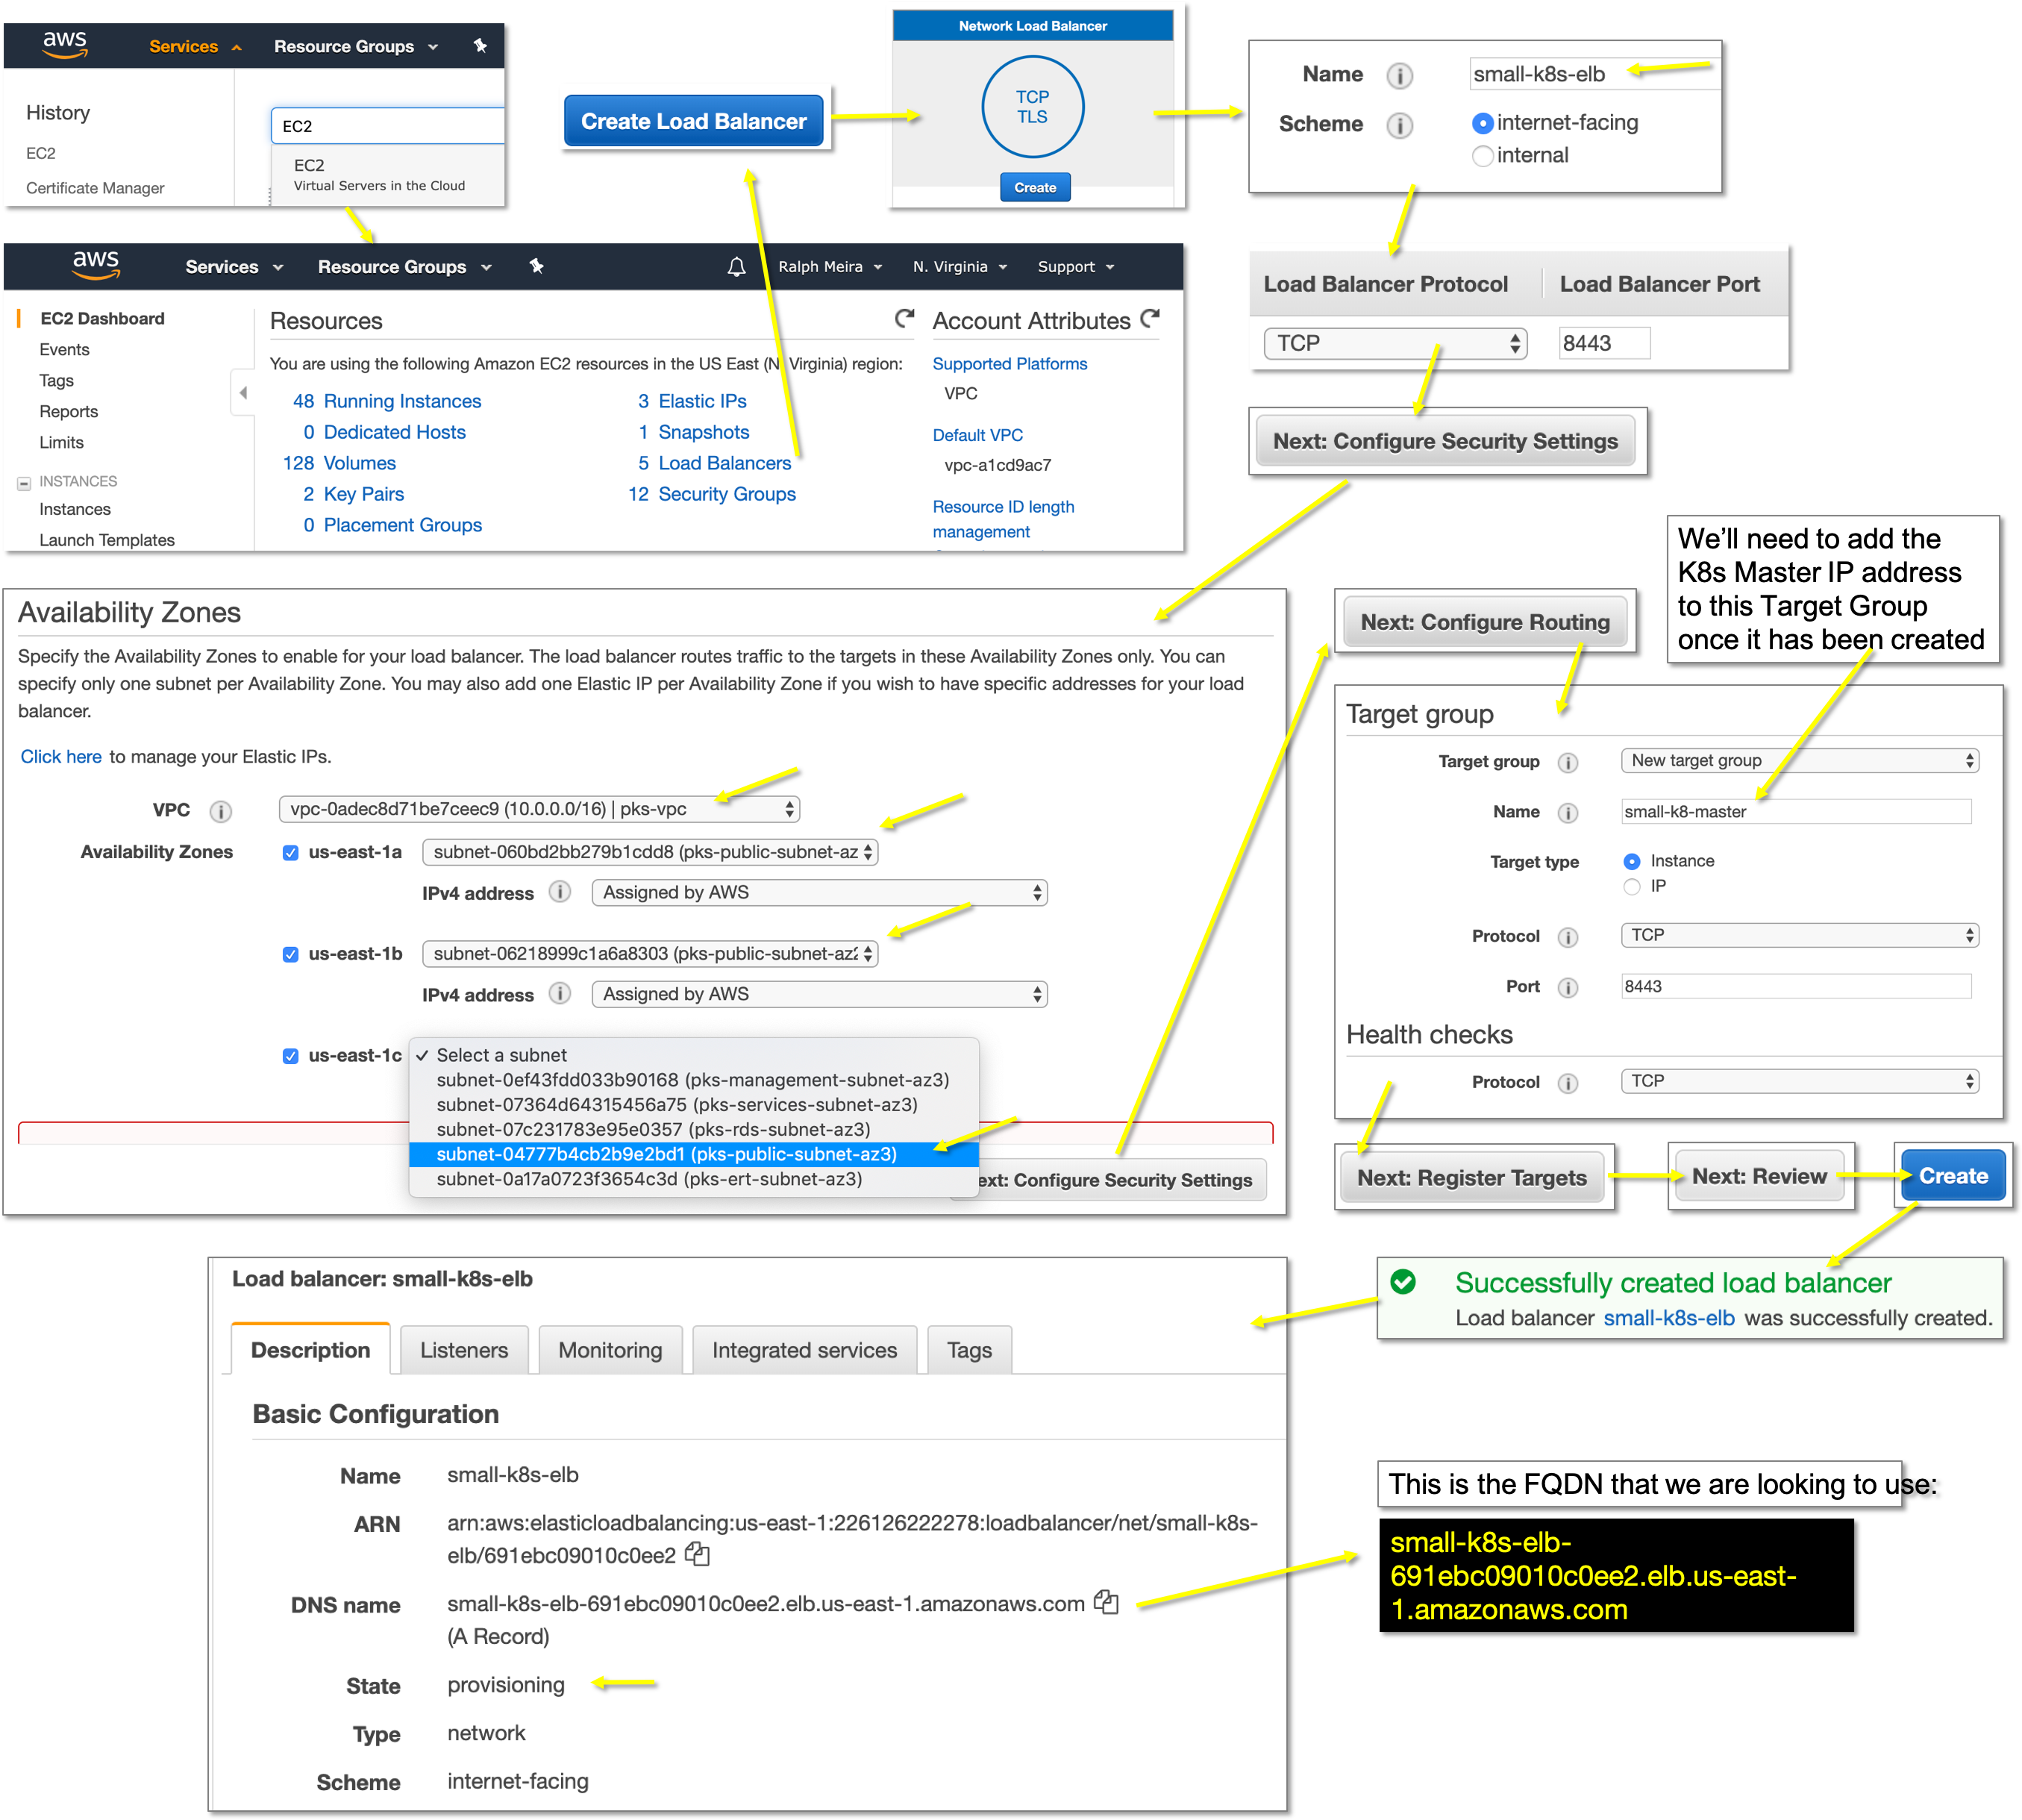 aws
Services
Resource Groups
History
EC2
EC2
Certificate Manager
EC2
Virtual Servers in the Cloud
Create Load Balancer
Network Load Balancer
TCP
TLS
Create
Name
small-k8s-elb
Scheme
internet-facing
internal
aws
Services
Resource Groups
Ralph Meira
N. Virginia
Support
EC2 Dashboard
Events
Tags
Reports
Limits
INSTANCES
Instances
Launch Templates
Resources
You are using the following Amazon EC2 resources in the US East (N. Virginia) region:
48 Running Instances
0 Dedicated Hosts
128 Volumes
2 Key Pairs
0 Placement Groups
3 Elastic IPs
1 Snapshots
5 Load Balancers
12 Security Groups
Account Attributes
Supported Platforms
VPC
Default VPC
vpc-a1cd9ac7
Resource ID length
management
Load Balancer Protocol
Load Balancer Port
TCP
8443
Next: Configure Security Settings
Availability Zones
Specify the Availability Zones to enable for your load balancer. The load balancer routes traffic to the targets in these Availability Zones only. You can
specify only one subnet per Availability Zone. You may also add one Elastic IP per Availability Zone if you wish to have specific addresses for your load
balancer.
Click here to manage your Elastic IPs.
VPC
vpc-0adec8d71be7ceec9 (10.0.0.0/16) | pks-vpc
Availability Zones
us-east-1a
subnet-060bd2bb279b1cdd8 (pks-public-subnet-az
IPv4 address
Assigned by AWS
us-east-1b
subnet-06218999c1a6a8303 (pks-public-subnet-az2
IPv4 address
Assigned by AWS
us-east-1c
Select a subnet
subnet-0ef43fdd033b90168 (pks-management-subnet-az3)
subnet-07364d64315456a75 (pks-services-subnet-az3)
subnet-07c231783e95e0357 (pks-rds-subnet-az3)
subnet-04777b4cb2b9e2bd1 (pks-public-subnet-az3)
subnet-0a17a0723f3654c3d (pks-ert-subnet-az3)
ext: Configure Security Settings
Next: Configure Routing
We'll need to add the
K8s Master IP address
to this Target Group
once it has been created
Target group
Target group
New target group
Name
small-k8-master
Target type
Instance
IP
Protocol
TCP
Port
8443
Health checks
Protocol
TCP
Next: Register Targets
Next: Review
Create
Successfully created load balancer
Load balancer small-k8s-elb was successfully created.
Load balancer: small-k8s-elb
Description
Listeners
Monitoring
Integrated services
Tags
Basic Configuration
Name
small-k8s-elb
ARN
arn:aws:elasticloadbalancing:us-east-1:226126222278:loadbalancer/net/small-k8s-
elb/691ebc09010c0ee2
DNS name
small-k8s-elb-691ebc09010c0ee2.elb.us-east-1.amazonaws.com
(A Record)
State
provisioning
Type
network
Scheme
internet-facing
This is the FQDN that we are looking to use:
small-k8s-elb-
691ebc09010c0ee2.elb.us-east-
1.amazonaws.com